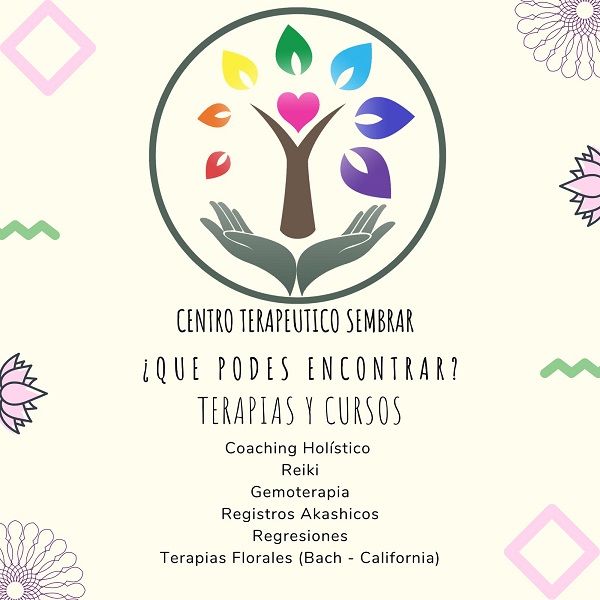 CENTRO TERAPEUTICO SEMBRAR
¿QUE PODES ENCONTRAR?
TERAPIAS Y CURSOS
Coaching Holístico
Reiki
Gemoterapia
Registros Akashicos
Regresiones
Terapias Florales (Bach - California)